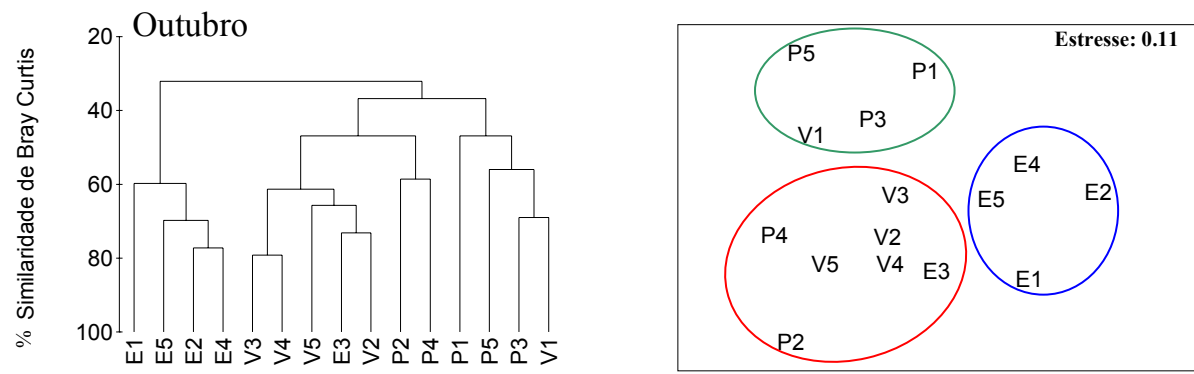 Outubro
% Similaridade de Bray Curtis
20
40
60
80
100
E1 E5 E2 E4 V3 V4 V5 E3 V2 P2 P4 P1 P5 P3 V1
Estresse: 0.11
P5
P1
P3
V1
E4
E5
E2
V3
P4
V2
V5
V4
E3
E1
P2